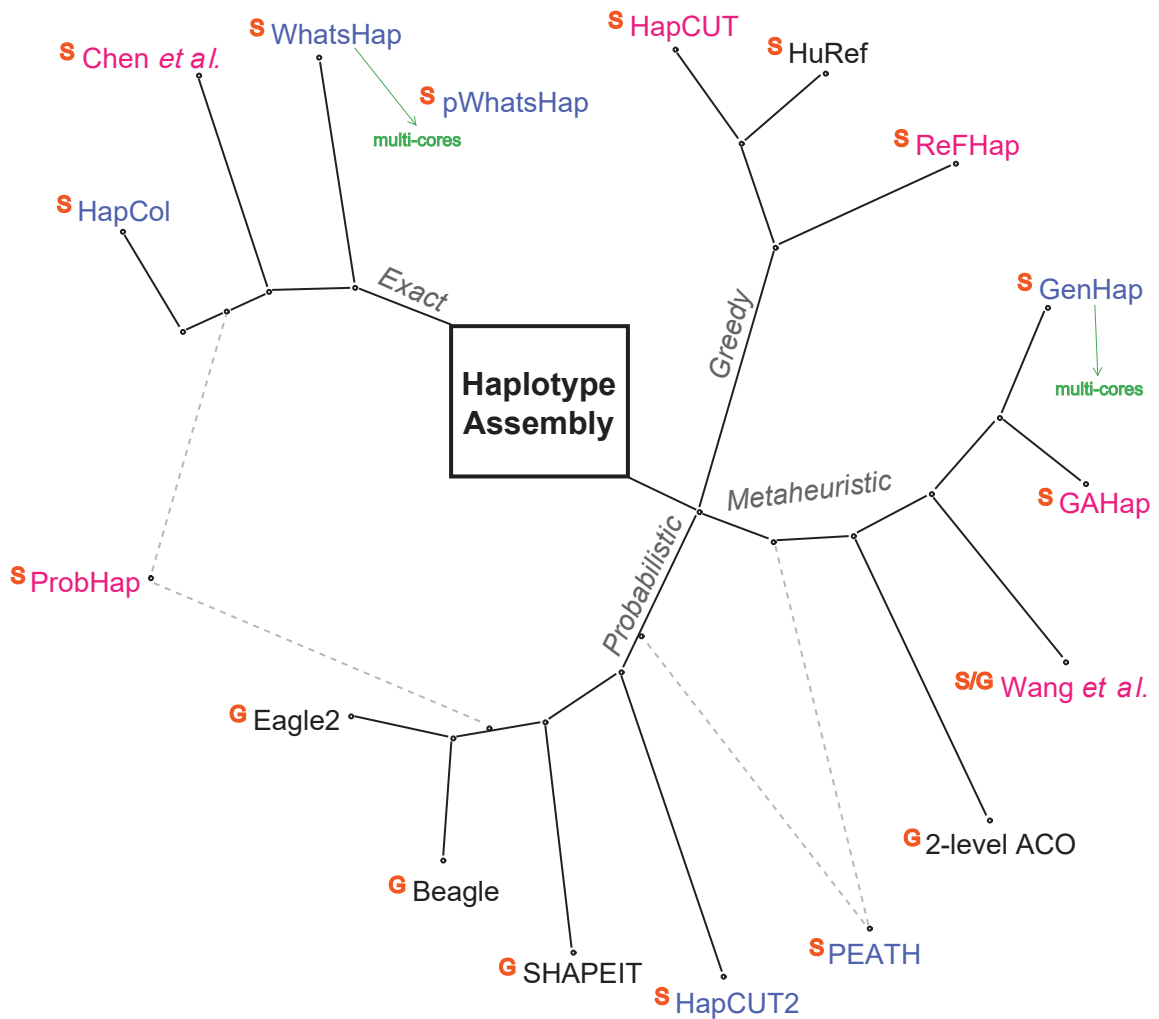 S HapCUT
S WhatsHap
S HuRef
S Chen et al.
S pWhatsHap
multi-cores
S ReFHap
S HapCol
Exact
Greedy
S GenHap
Haplotype
Assembly
multi-cores
Metaheuristic
S GAHap
Probabilistic
S ProbHap
S/G Wang et al.
G Eagle2
G 2-level ACO
G Beagle
S PEATH
G SHAPEIT
S HapCUT2